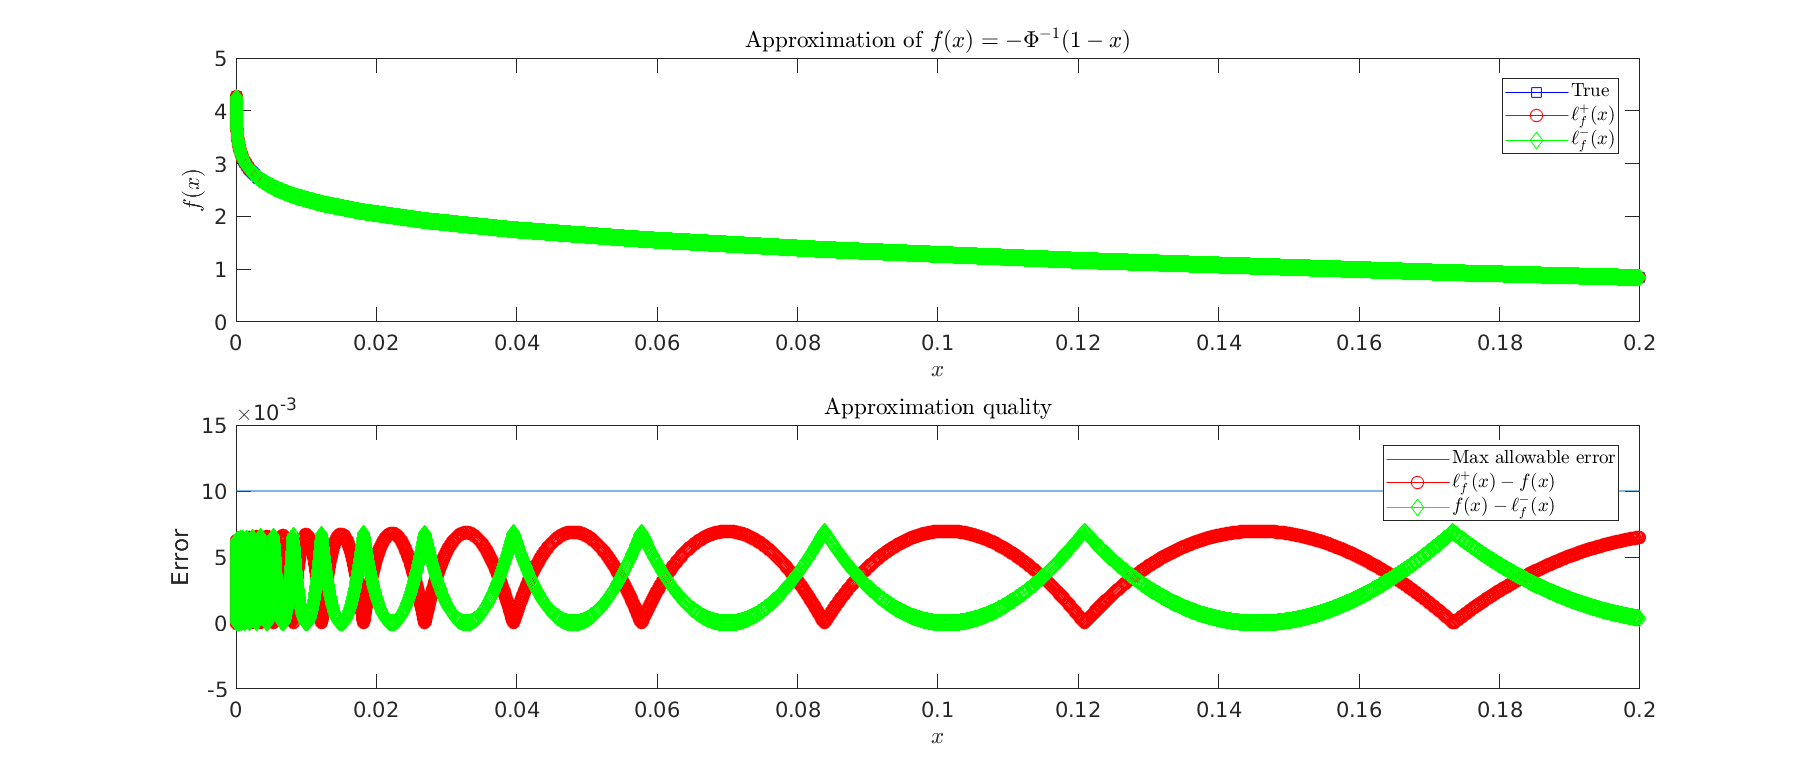 Approximation of f(x) = −Φ⁻¹(1 − x)
5
4
3
2
1
0
f(x)
True
ℓ_f^+(x)
ℓ_f^−(x)
0 0.02 0.04 0.06 0.08 0.1 0.12 0.14 0.16 0.18 0.2
x
Approximation quality
×10^-3
15
10
5
0
-5
Error
Max allowable error
ℓ_f^+(x) − f(x)
f(x) − ℓ_f^−(x)
0 0.02 0.04 0.06 0.08 0.1 0.12 0.14 0.16 0.18 0.2
x